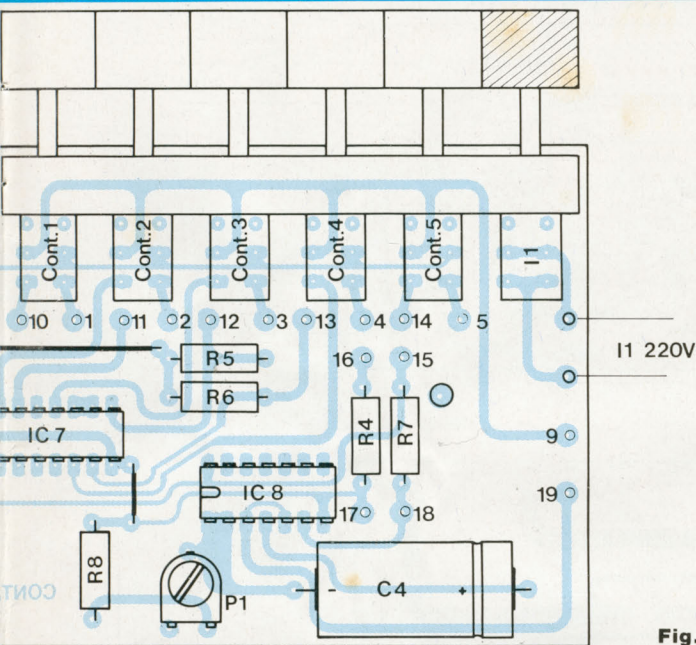 Cont.1 Cont.2 Cont.3 Cont.4 Cont.5 I1
10 1 11 2 12 3 13 4 14 5
I1 220V
R5
16 15
R6
IC 7
R4 R7
9
IC 8
19
17 18
R8
P1
- C4 +
CONT
Fig.